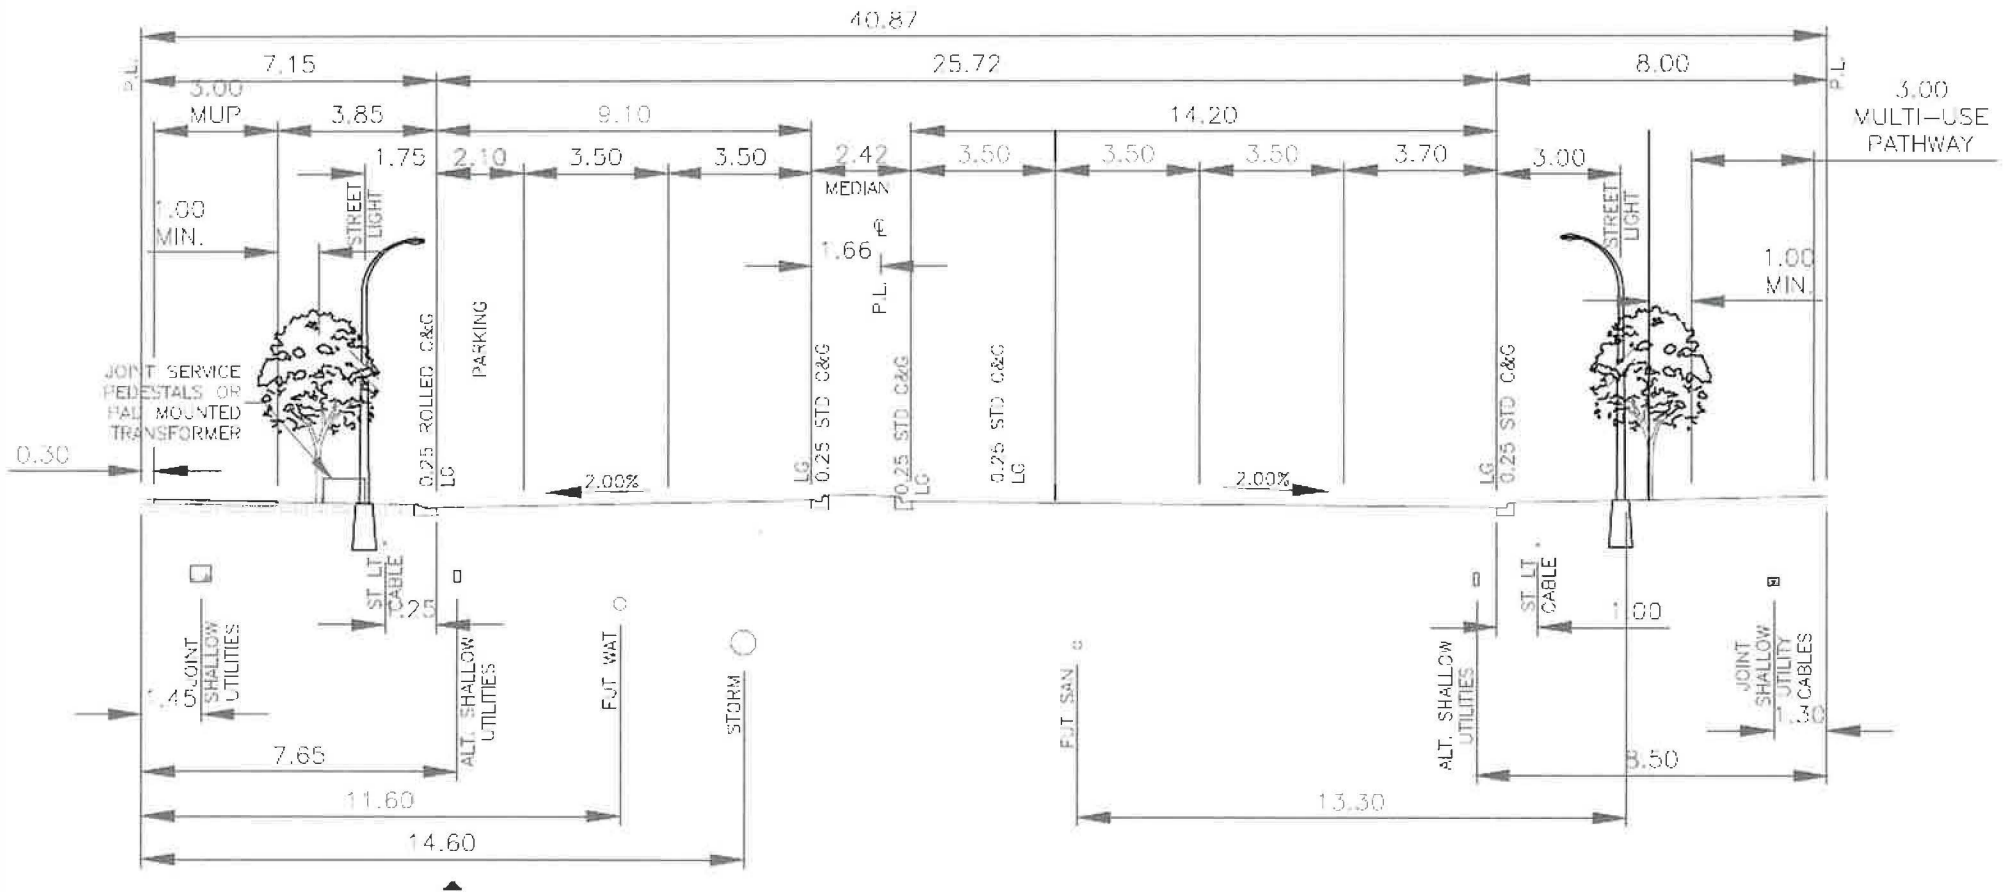 40.87
P.L.
7.15
25.72
8.00
P.L.
3.00
MUP
3.85
9.10
14.20
3.00
MULTI-USE
PATHWAY
1.75
2.10
3.50
3.50
2.42
MEDIAN
3.50
3.50
3.50
3.70
3.00
STREET
LIGHT
1.00
MIN.
℄
1.66
P.L.
STREET
LIGHT
1.00
MIN.
PARKING
JOINT SERVICE
PEDESTALS OR
PAD MOUNTED
TRANSFORMER
0.30
0.25 ROLLED C&G
LG
2.00%
LG
0.25 STD C&G
0.25 STD C&G
LG
0.25 STD C&G
LG
2.00%
LG
0.25 STD C&G
ST LT
CABLE
.25
ST LT
CABLE
1.00
JOINT
SHALLOW
UTILITIES
1.45
ALT. SHALLOW
UTILITIES
FUT WAT
STORM
FUT SAN
ALT. SHALLOW
UTILITIES
JOINT
SHALLOW
UTILITY
CABLES
1.30
7.65
8.50
11.60
13.30
14.60